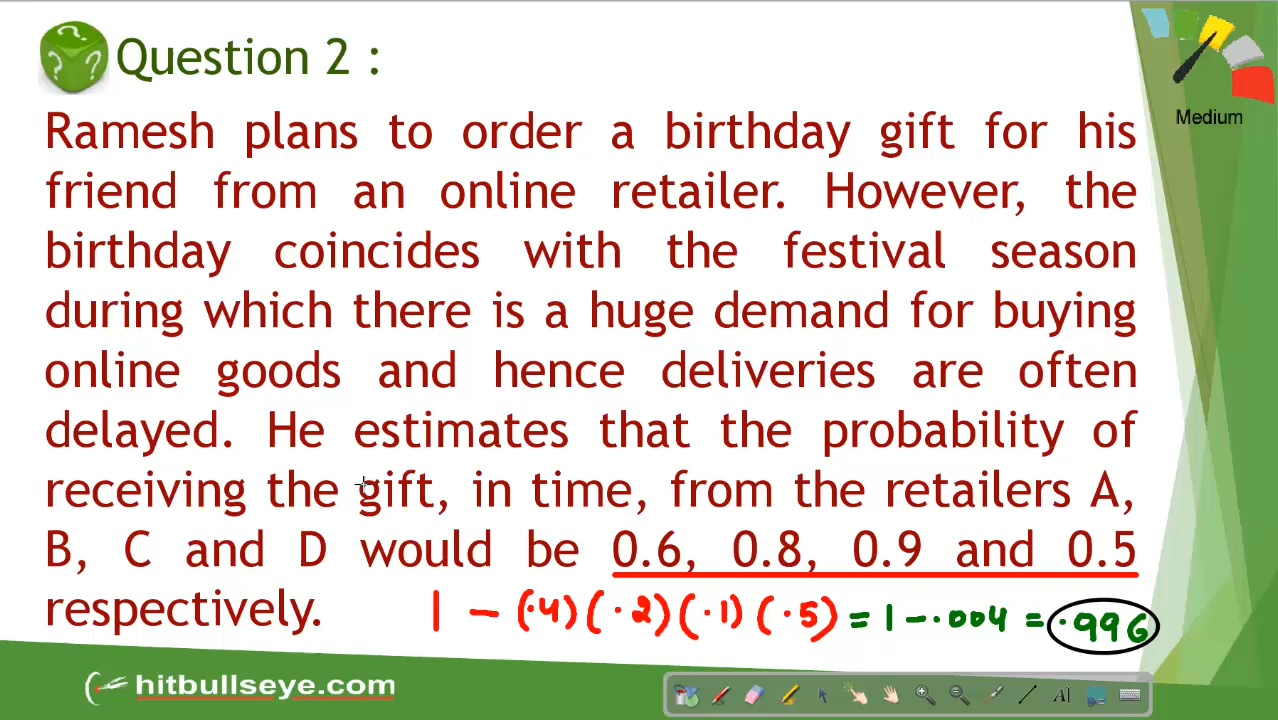 Question 2 :
Medium
Ramesh plans to order a birthday gift for his
friend from an online retailer. However, the
birthday coincides with the festival season
during which there is a huge demand for buying
online goods and hence deliveries are often
delayed. He estimates that the probability of
receiving the gift, in time, from the retailers A,
B, C and D would be 0.6, 0.8, 0.9 and 0.5
respectively.
1 - (.4) (.2) (.1) (.5) = 1 - .004 = .996
hitbullseye.com